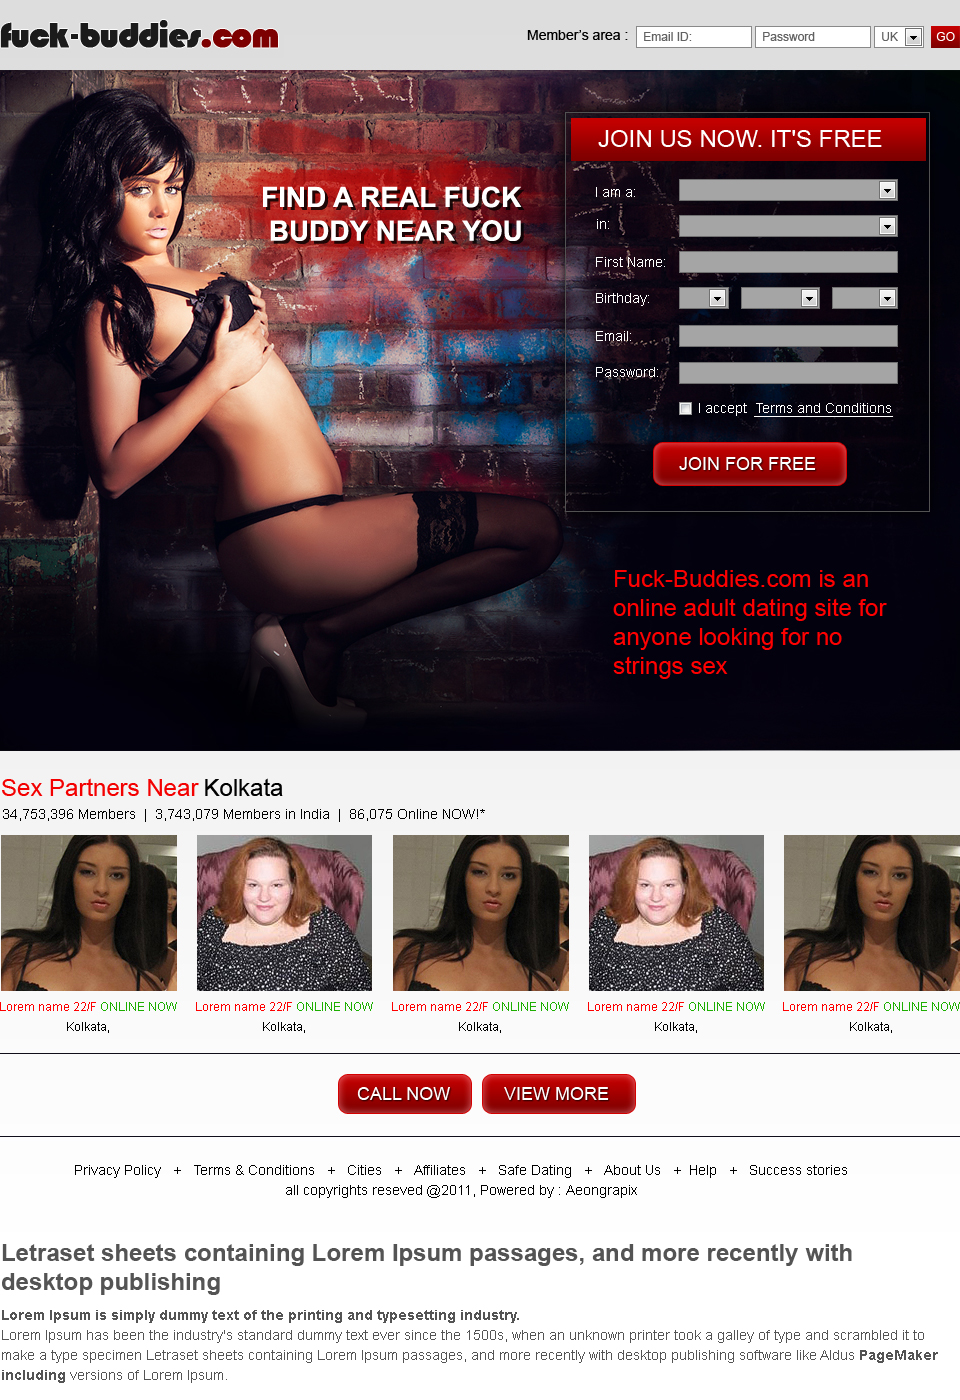 fuck-buddies.com
Member's area : Email ID: Password UK GO
JOIN US NOW. IT'S FREE
FIND A REAL FUCK
BUDDY NEAR YOU
I am a:
in:
First Name:
Birthday:
Email:
Password:
I accept Terms and Conditions
JOIN FOR FREE
Fuck-Buddies.com is an
online adult dating site for
anyone looking for no
strings sex
Sex Partners Near Kolkata
34,753,396 Members | 3,743,079 Members in India | 86,075 Online NOW!*
Lorem name 22/F ONLINE NOW Lorem name 22/F ONLINE NOW Lorem name 22/F ONLINE NOW Lorem name 22/F ONLINE NOW Lorem name 22/F ONLINE NOW
Kolkata, Kolkata, Kolkata, Kolkata, Kolkata,
CALL NOW VIEW MORE
Privacy Policy + Terms & Conditions + Cities + Affiliates + Safe Dating + About Us + Help + Success stories
all copyrights reseved @2011, Powered by : Aeongrapix
Letraset sheets containing Lorem Ipsum passages, and more recently with
desktop publishing
Lorem Ipsum is simply dummy text of the printing and typesetting industry.
Lorem Ipsum has been the industry's standard dummy text ever since the 1500s, when an unknown printer took a galley of type and scrambled it to
make a type specimen Letraset sheets containing Lorem Ipsum passages, and more recently with desktop publishing software like Aldus PageMaker
including versions of Lorem Ipsum.